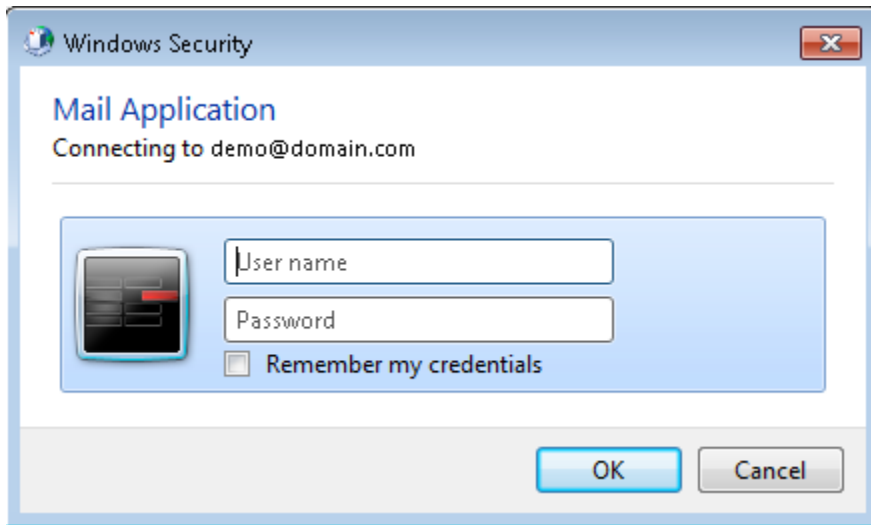 Windows Security
Mail Application
Connecting to demo@domain.com
User name
Password
Remember my credentials
OK
Cancel